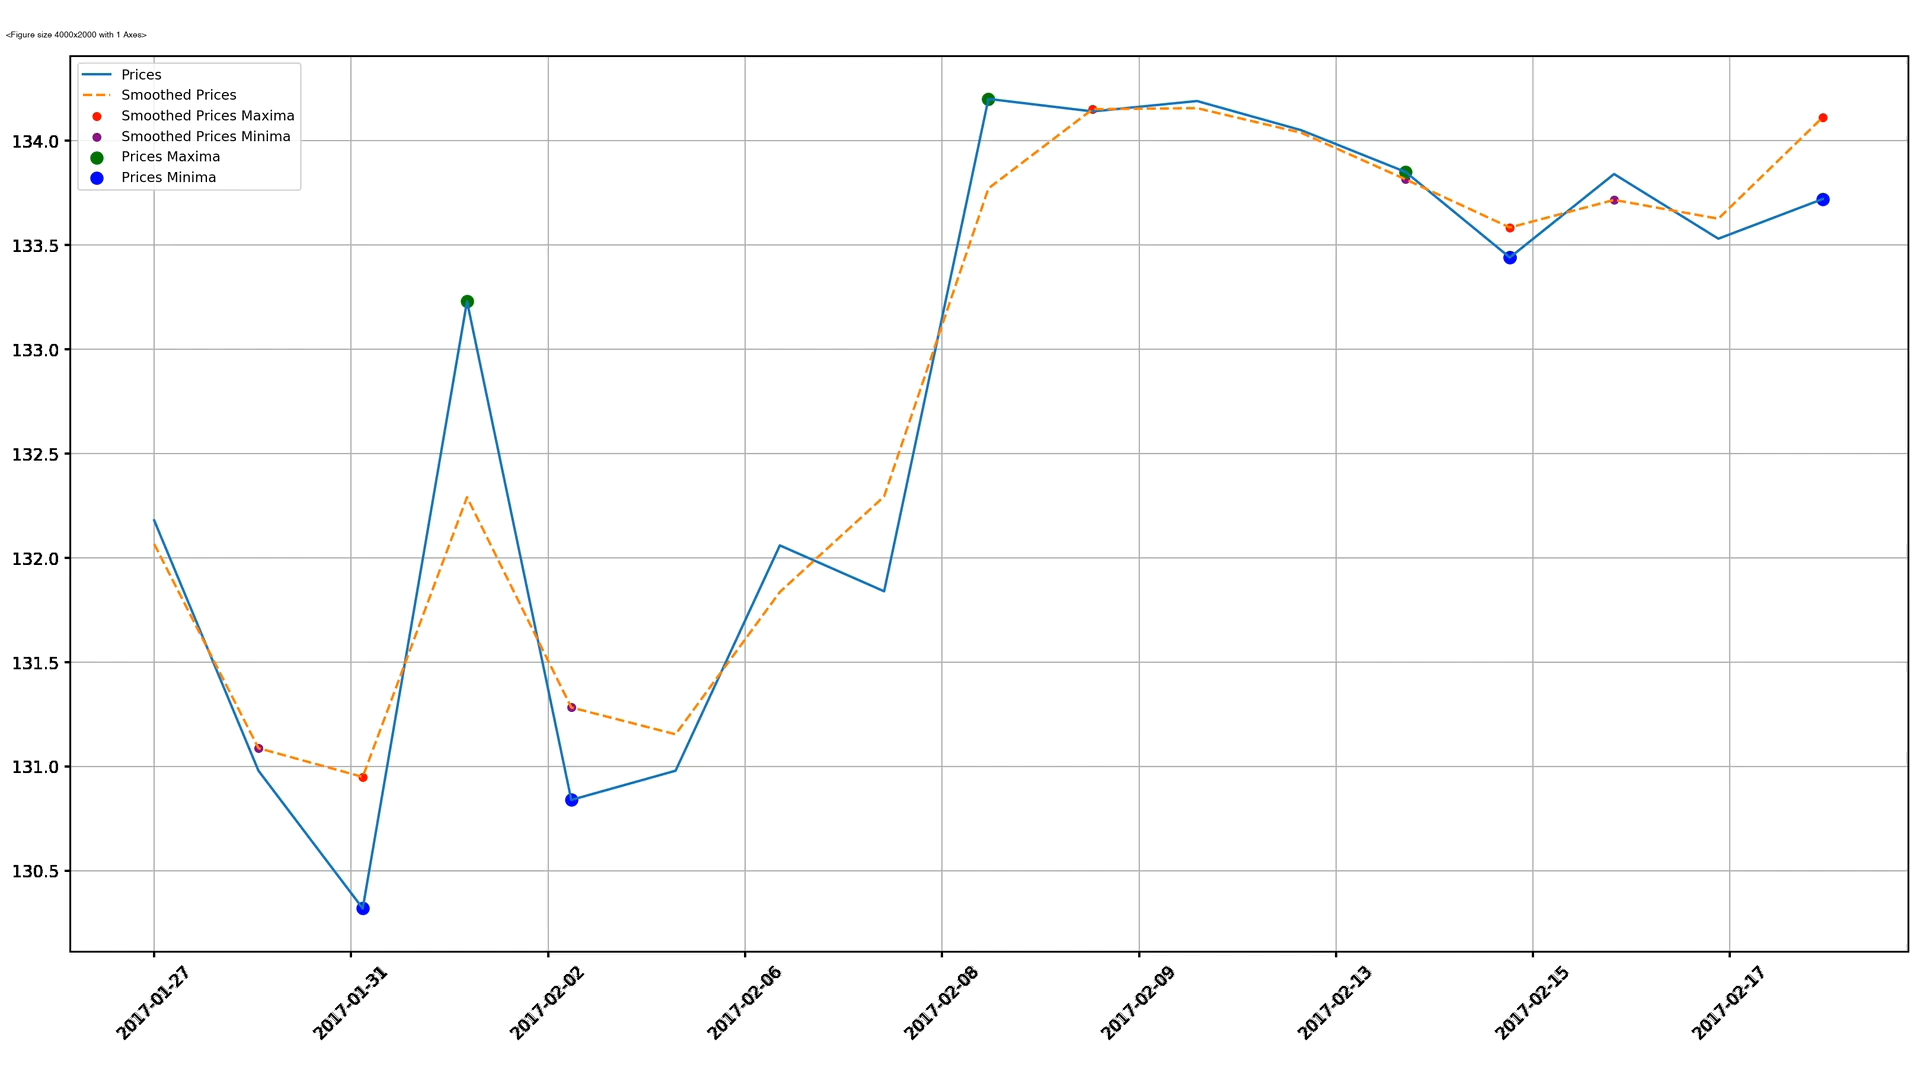 <Figure size 4000x2000 with 1 Axes>
Prices
Smoothed Prices
Smoothed Prices Maxima
Smoothed Prices Minima
Prices Maxima
Prices Minima
134.0
133.5
133.0
132.5
132.0
131.5
131.0
130.5
2017-01-27
2017-01-31
2017-02-02
2017-02-06
2017-02-08
2017-02-09
2017-02-13
2017-02-15
2017-02-17